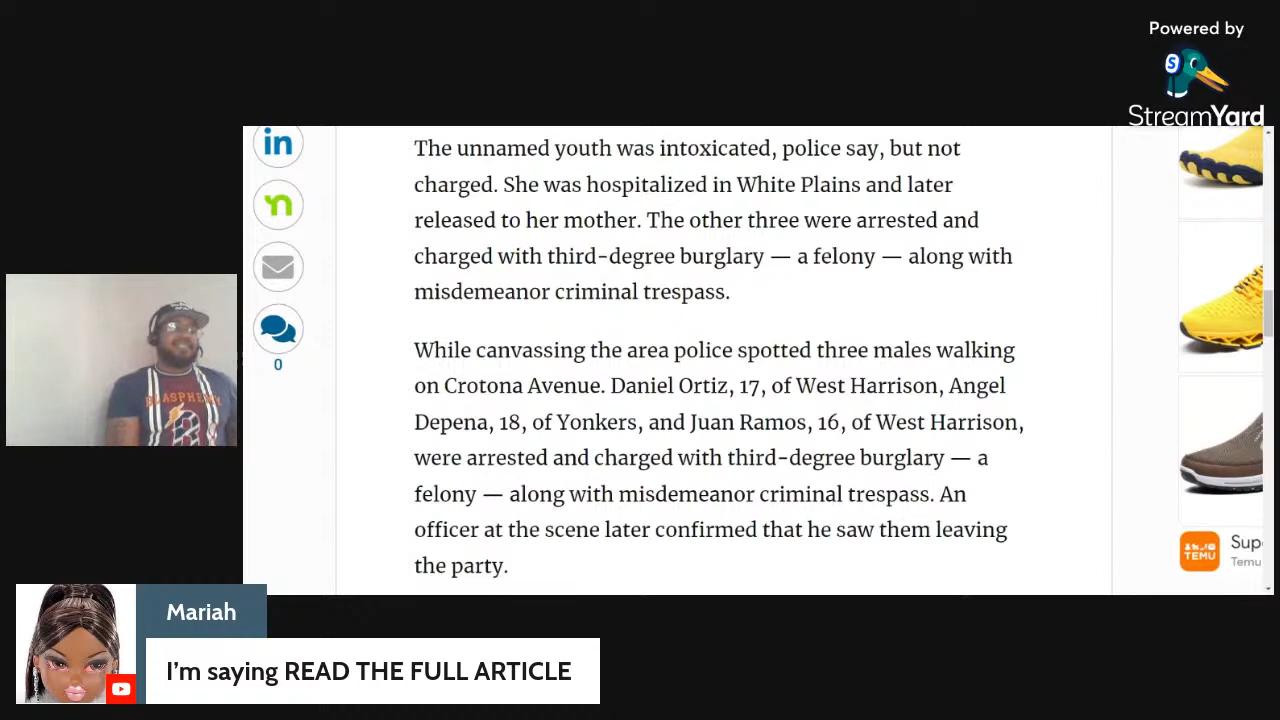 Powered by
StreamYard
in
The unnamed youth was intoxicated, police say, but not
charged. She was hospitalized in White Plains and later
released to her mother. The other three were arrested and
charged with third-degree burglary — a felony — along with
misdemeanor criminal trespass.
0
While canvassing the area police spotted three males walking
on Crotona Avenue. Daniel Ortiz, 17, of West Harrison, Angel
Depena, 18, of Yonkers, and Juan Ramos, 16, of West Harrison,
were arrested and charged with third-degree burglary — a
felony — along with misdemeanor criminal trespass. An
officer at the scene later confirmed that he saw them leaving
the party.
BLASPHEMY
TEMU
Sup
Temu
Mariah
I'm saying READ THE FULL ARTICLE